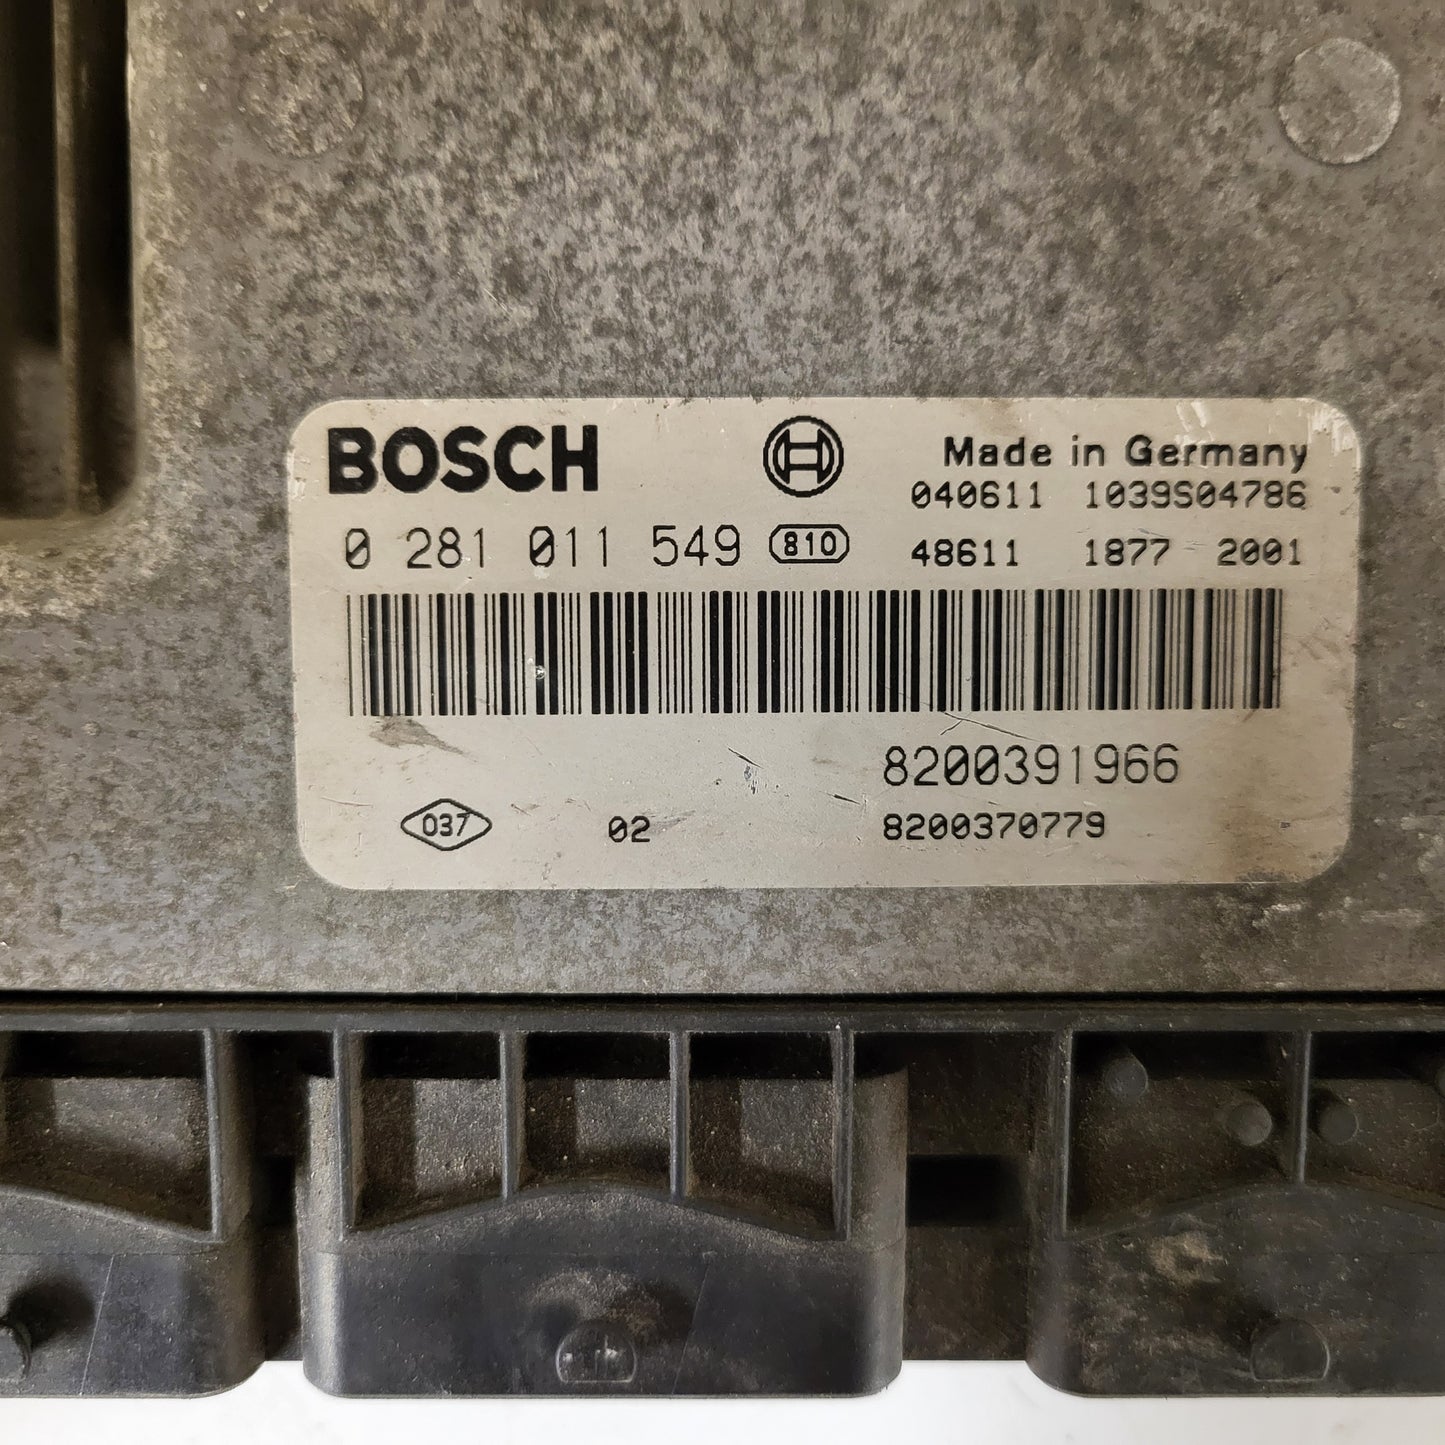 BOSCH
Made in Germany
040611 1039S04786
0 281 011 549 810 48611 1877 2001
8200391966
037 02 8200370779